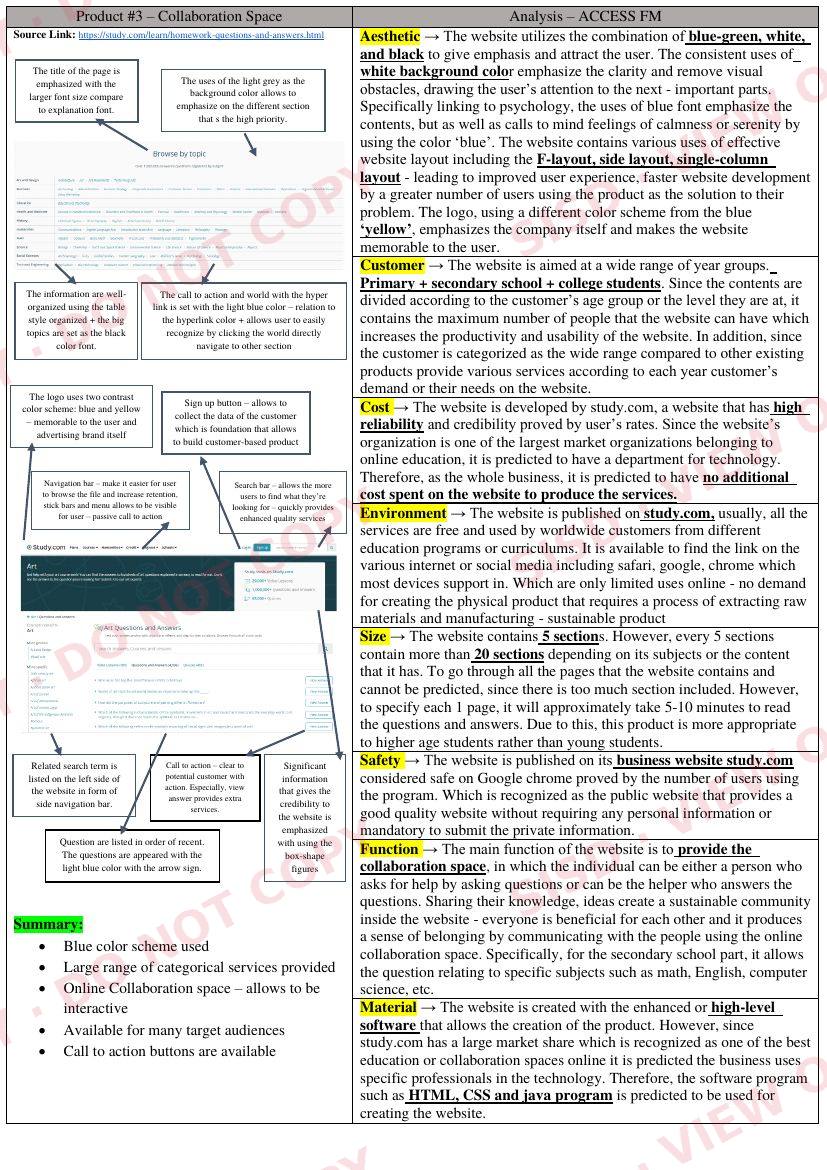 Product #3 – Collaboration Space
Source Link: https://study.com/learn/homework-questions-and-answers.html
The title of the page is
emphasized with the
larger font size compare
to explanation font.
The uses of the light grey as the
background color allows to
emphasize on the different section
that s the high priority.
Browse by topic
Art and Design
Business
History
Humanities
Math
Science
Social Sciences
The information are well-
organized using the table
style organized + the big
topics are set as the black
color font.
The call to action and world with the hyper
link is set with the light blue color – relation to
the hyperlink color + allows user to easily
recognize by clicking the world directly
navigate to other section
The logo uses two contrast
color scheme: blue and yellow
– memorable to the user and
advertising brand itself
Sign up button – allows to
collect the data of the customer
which is foundation that allows
to build customer-based product
Navigation bar – make it easier for user
to browse the file and increase retention,
stick bars and menu allows to be visible
for user – passive call to action
Search bar – allows the more
users to find what they’re
looking for – quickly provides
enhanced quality services
Study.com
Art
Art Questions and Answers
Related search term is
listed on the left side of
the website in form of
side navigation bar.
Call to action – clear to
potential customer with
action. Especially, view
answer provides extra
services.
Significant
information
that gives the
credibility to
the website is
emphasized
with using the
box-shape
figures
Question are listed in order of recent.
The questions are appeared with the
light blue color with the arrow sign.
Summary:
• Blue color scheme used
• Large range of categorical services provided
• Online Collaboration space – allows to be
interactive
• Available for many target audiences
• Call to action buttons are available
Analysis – ACCESS FM
Aesthetic → The website utilizes the combination of blue-green, white,
and black to give emphasis and attract the user. The consistent uses of
white background color emphasize the clarity and remove visual
obstacles, drawing the user’s attention to the next - important parts.
Specifically linking to psychology, the uses of blue font emphasize the
contents, but as well as calls to mind feelings of calmness or serenity by
using the color ‘blue’. The website contains various uses of effective
website layout including the F-layout, side layout, single-column
layout - leading to improved user experience, faster website development
by a greater number of users using the product as the solution to their
problem. The logo, using a different color scheme from the blue
‘yellow’, emphasizes the company itself and makes the website
memorable to the user.
Customer → The website is aimed at a wide range of year groups.
Primary + secondary school + college students. Since the contents are
divided according to the customer’s age group or the level they are at, it
contains the maximum number of people that the website can have which
increases the productivity and usability of the website. In addition, since
the customer is categorized as the wide range compared to other existing
products provide various services according to each year customer’s
demand or their needs on the website.
Cost → The website is developed by study.com, a website that has high
reliability and credibility proved by user’s rates. Since the website’s
organization is one of the largest market organizations belonging to
online education, it is predicted to have a department for technology.
Therefore, as the whole business, it is predicted to have no additional
cost spent on the website to produce the services.
Environment → The website is published on study.com, usually, all the
services are free and used by worldwide customers from different
education programs or curriculums. It is available to find the link on the
various internet or social media including safari, google, chrome which
most devices support in. Which are only limited uses online - no demand
for creating the physical product that requires a process of extracting raw
materials and manufacturing - sustainable product
Size → The website contains 5 sections. However, every 5 sections
contain more than 20 sections depending on its subjects or the content
that it has. To go through all the pages that the website contains and
cannot be predicted, since there is too much section included. However,
to specify each 1 page, it will approximately take 5-10 minutes to read
the questions and answers. Due to this, this product is more appropriate
to higher age students rather than young students.
Safety → The website is published on its business website study.com
considered safe on Google chrome proved by the number of users using
the program. Which is recognized as the public website that provides a
good quality website without requiring any personal information or
mandatory to submit the private information.
Function → The main function of the website is to provide the
collaboration space, in which the individual can be either a person who
asks for help by asking questions or can be the helper who answers the
questions. Sharing their knowledge, ideas create a sustainable community
inside the website - everyone is beneficial for each other and it produces
a sense of belonging by communicating with the people using the online
collaboration space. Specifically, for the secondary school part, it allows
the question relating to specific subjects such as math, English, computer
science, etc.
Material → The website is created with the enhanced or high-level
software that allows the creation of the product. However, since
study.com has a large market share which is recognized as one of the best
education or collaboration spaces online it is predicted the business uses
specific professionals in the technology. Therefore, the software program
such as HTML, CSS and java program is predicted to be used for
creating the website.